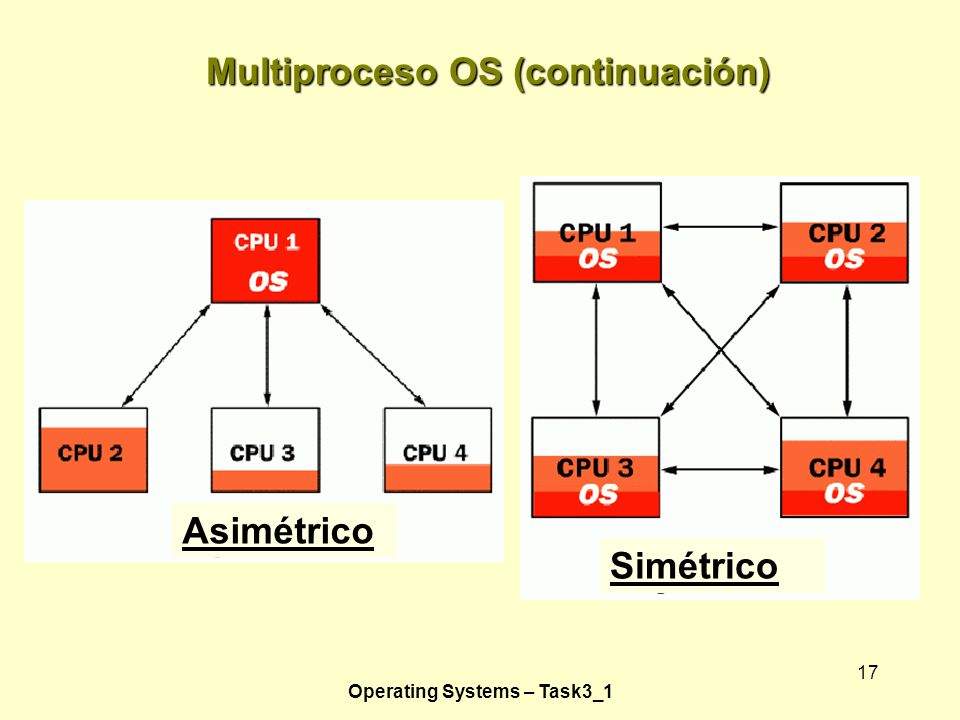 Multiproceso OS (continuación)
CPU 1
OS
CPU 2
CPU 3
CPU 4
Asimétrico
CPU 1
OS
CPU 2
OS
CPU 3
OS
CPU 4
OS
Simétrico
17
Operating Systems – Task3_1